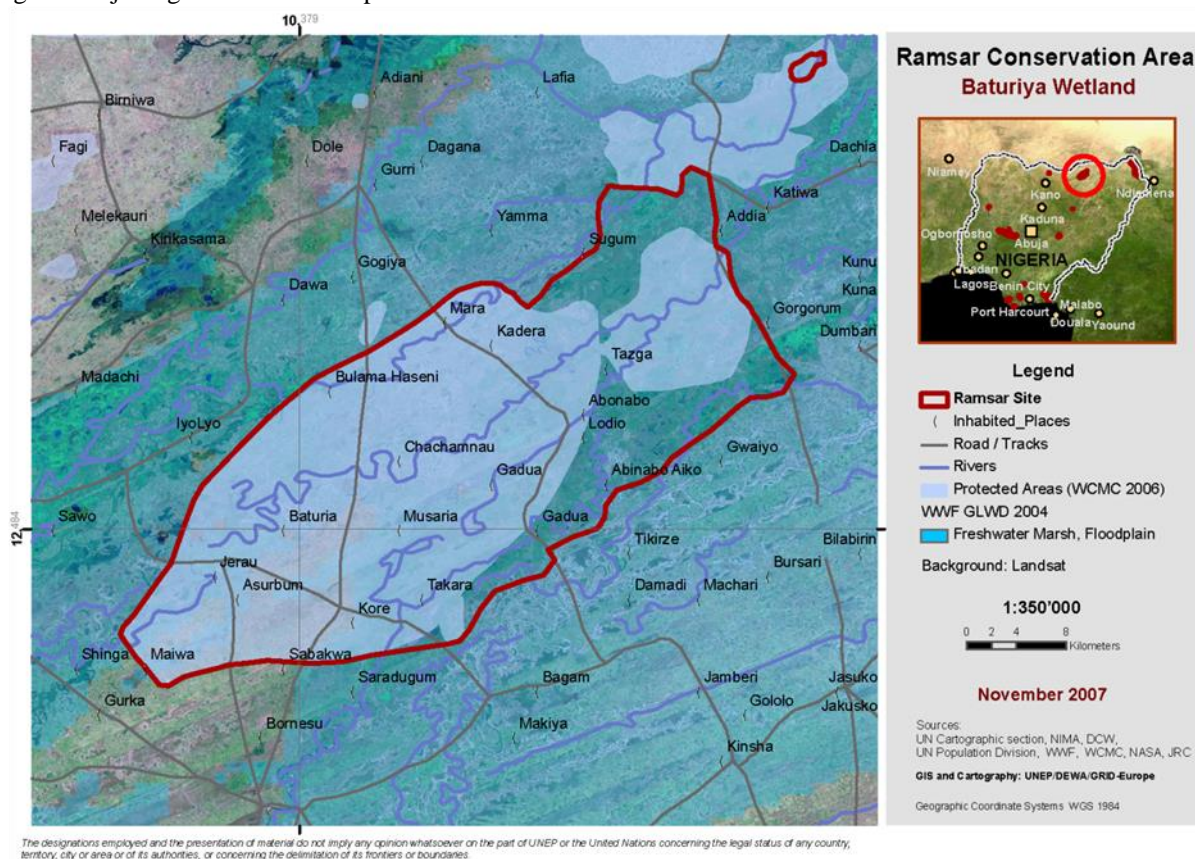 10,379
Adiani
Lafia
Birniwa
Fagi
Dole
Dagana
Dachia
Gurri
Katiwa
Melekauri
Yamma
Addia
Kinkasama
Sugum
Gogiya
Kunu
Dawa
Kuna
Mara
Gorgorum
Kadera
Dumbari
Tazga
Madachi
Bulama Haseni
Abonabo
IyoLyo
Lodio
Chachamnau
Gwaiyo
Gadua
Abinabo Aiko
Sawo
Baturia
Musaria
Gadua
12,484
Tikirze
Bilabirin
Jerau
Bursari
Asurbum
Takara
Damadi
Machari
Kore
Shinga
Maiwa
Sabakwa
Saradugum
Bagam
Jamberi
Jasuko
Gurka
Gololo
Jakusko
Bornesu
Makiya
Kinsha
Ramsar Conservation Area
Baturiya Wetland
Niamey
Kano
Ndjamena
Kaduna
Ogbomosho
Abuja
NIGERIA
Ibadan
Lagos
Benin City
Port Harcourt
Malabo
Douala
Yaound
Legend
Ramsar Site
Inhabited_Places
Road / Tracks
Rivers
Protected Areas (WCMC 2006)
WWF GLWD 2004
Freshwater Marsh, Floodplain
Background: Landsat
1:350'000
0 2 4 8
Kilometers
November 2007
Sources:
UN Cartographic section, NIMA, DCW,
UN Population Division, WWF, WCMC, NASA, JRC
GIS and Cartography: UNEP/DEWA/GRID-Europe
Geographic Coordinate Systems WGS 1984
The designations employed and the presentation of material do not imply any opinion whatsoever on the part of UNEP or the United Nations concerning the legal status of any country,
territory, city or area or of its authorities, or concerning the delimitation of its frontiers or boundaries.